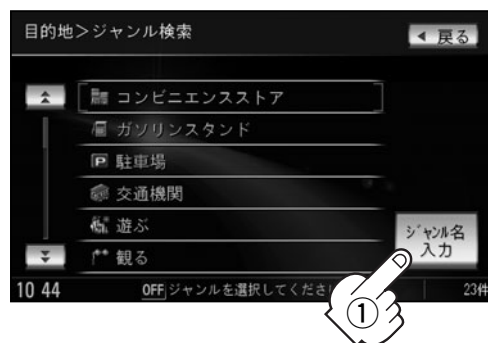 目的地>ジャンル検索
◀ 戻る
コンビニエンスストア
ガソリンスタンド
P 駐車場
交通機関
遊ぶ
観る
ジャンル名
入力
10 44
OFF ジャンルを選択してくださ
23件
①